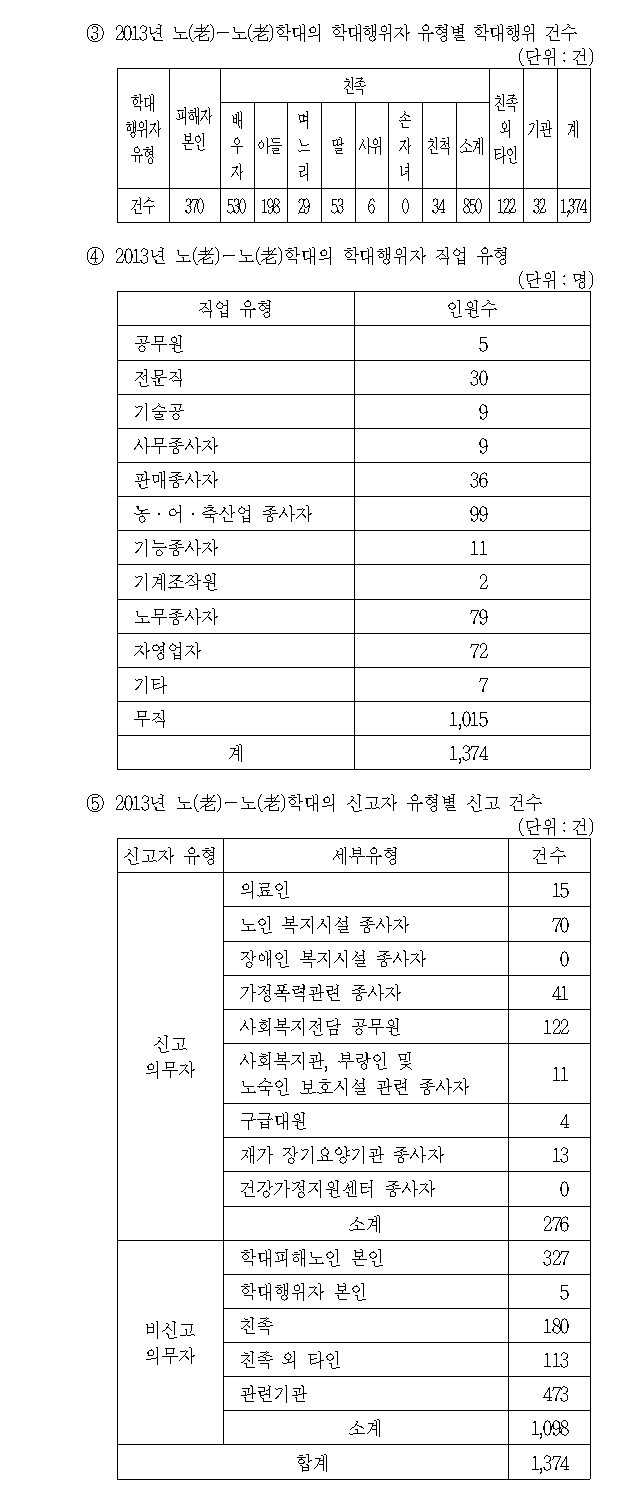 ③ 2013년 노(老)-노(老)학대의 학대행위자 유형별 학대행위 건수
(단위 : 건)
학대 행위자 유형 피해자 본인 친족 친족 외 타인 기관 계
배우자 아들 며느리 딸 사위 손자녀 친척 소계
건수 370 530 198 29 53 6 0 34 850 122 32 1,374
④ 2013년 노(老)-노(老)학대의 학대행위자 직업 유형
(단위 : 명)
직업 유형 인원수
공무원 5
전문직 30
기술공 9
사무종사자 9
판매종사자 36
농·어·축산업 종사자 99
기능종사자 11
기계조작원 2
노무종사자 79
자영업자 72
기타 7
무직 1,015
계 1,374
⑤ 2013년 노(老)-노(老)학대의 신고자 유형별 신고 건수
(단위 : 건)
신고자 유형 세부유형 건수
신고 의무자
의료인 15
노인 복지시설 종사자 70
장애인 복지시설 종사자 0
가정폭력관련 종사자 41
사회복지전담 공무원 122
사회복지관, 부랑인 및
노숙인 보호시설 관련 종사자 11
구급대원 4
재가 장기요양기관 종사자 13
건강가정지원센터 종사자 0
소계 276
비신고 의무자
학대피해노인 본인 327
학대행위자 본인 5
친족 180
친족 외 타인 113
관련기관 473
소계 1,098
합계 1,374